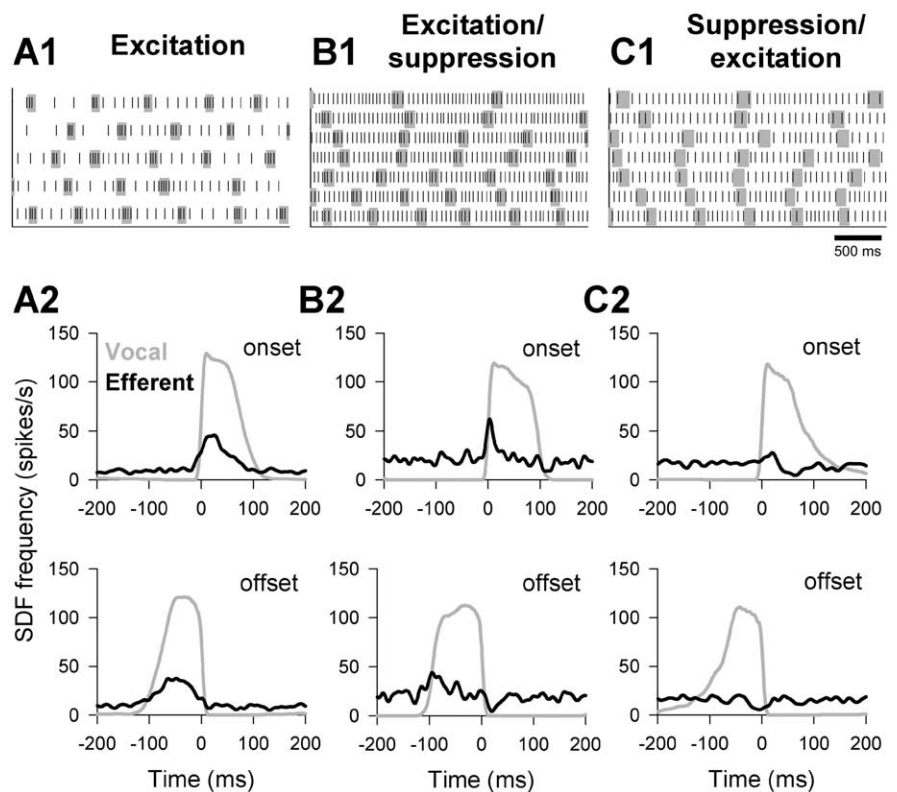 A1 Excitation
B1 Excitation/
suppression
C1 Suppression/
excitation
500 ms
A2
B2
C2
SDF frequency (spikes/s)
150
100
50
0
Vocal
Efferent
onset
-200 -100 0 100 200
150
100
50
0
onset
-200 -100 0 100 200
150
100
50
0
onset
-200 -100 0 100 200
150
100
50
0
offset
-200 -100 0 100 200
Time (ms)
150
100
50
0
offset
-200 -100 0 100 200
Time (ms)
150
100
50
0
offset
-200 -100 0 100 200
Time (ms)